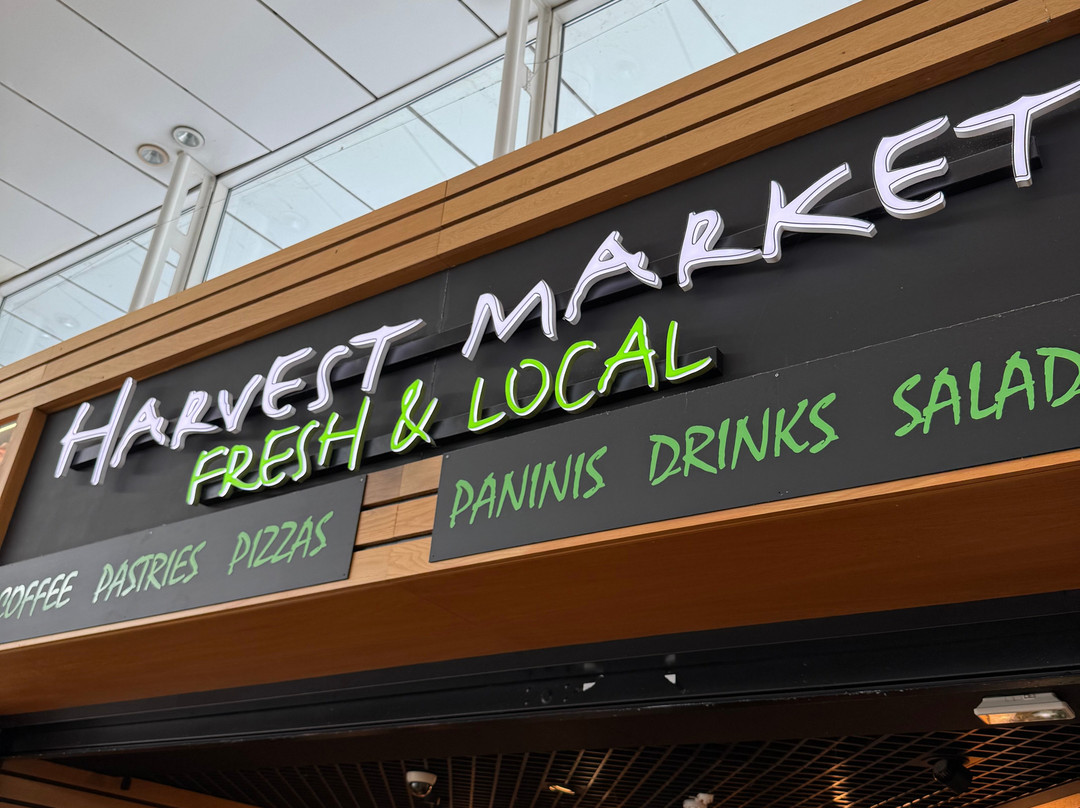 HARVEST MARKET
FRESH & LOCAL
COFFEE PASTRIES PIZZAS
PANINIS DRINKS SALAD